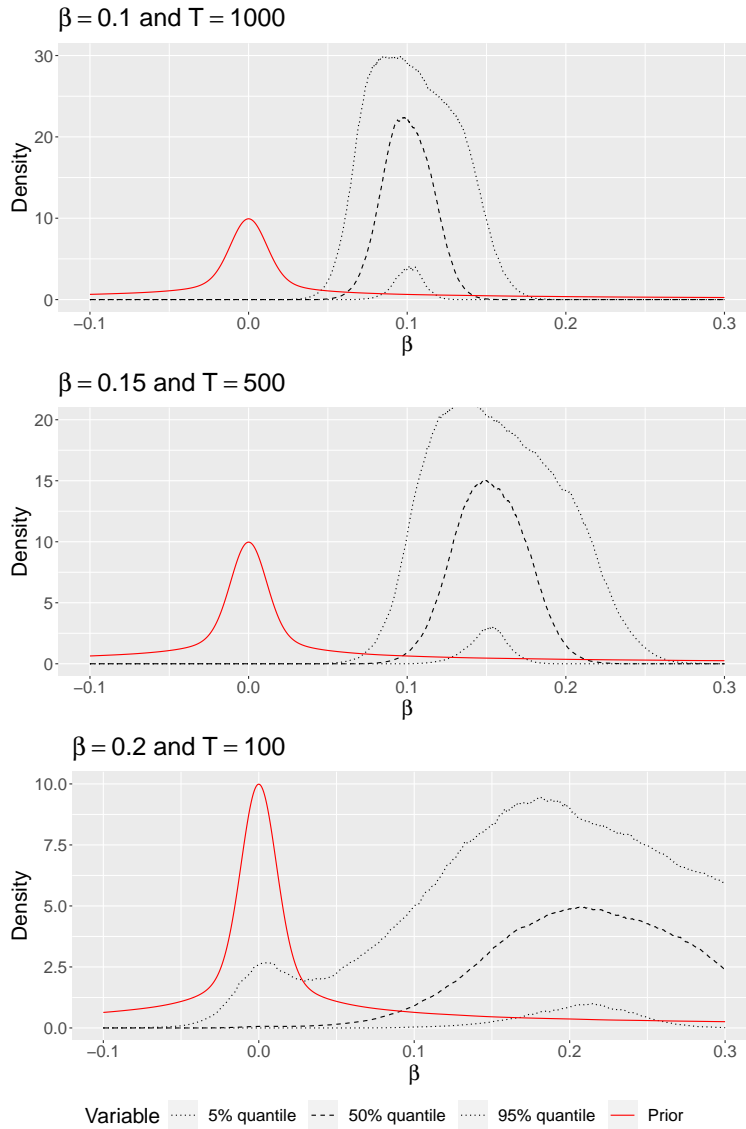 β = 0.1 and T = 1000
30
20
10
0
Density
−0.1 0.0 0.1 0.2 0.3
β
β = 0.15 and T = 500
20
15
10
5
0
Density
−0.1 0.0 0.1 0.2 0.3
β
β = 0.2 and T = 100
10.0
7.5
5.0
2.5
0.0
Density
−0.1 0.0 0.1 0.2 0.3
β
Variable 5% quantile 50% quantile 95% quantile Prior